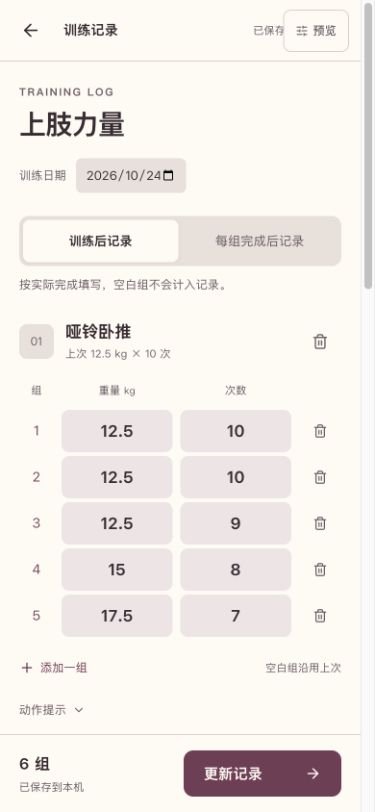 训练记录
已保存
预览
TRAINING LOG
上肢力量
训练日期 2026/10/24
训练后记录 每组完成后记录
按实际完成填写，空白组不会计入记录。
01 哑铃卧推
上次 12.5 kg × 10 次
组 重量 kg 次数
1 12.5 10
2 12.5 10
3 12.5 9
4 15 8
5 17.5 7
添加一组 空白组沿用上次
动作提示
6 组
已保存到本机
更新记录